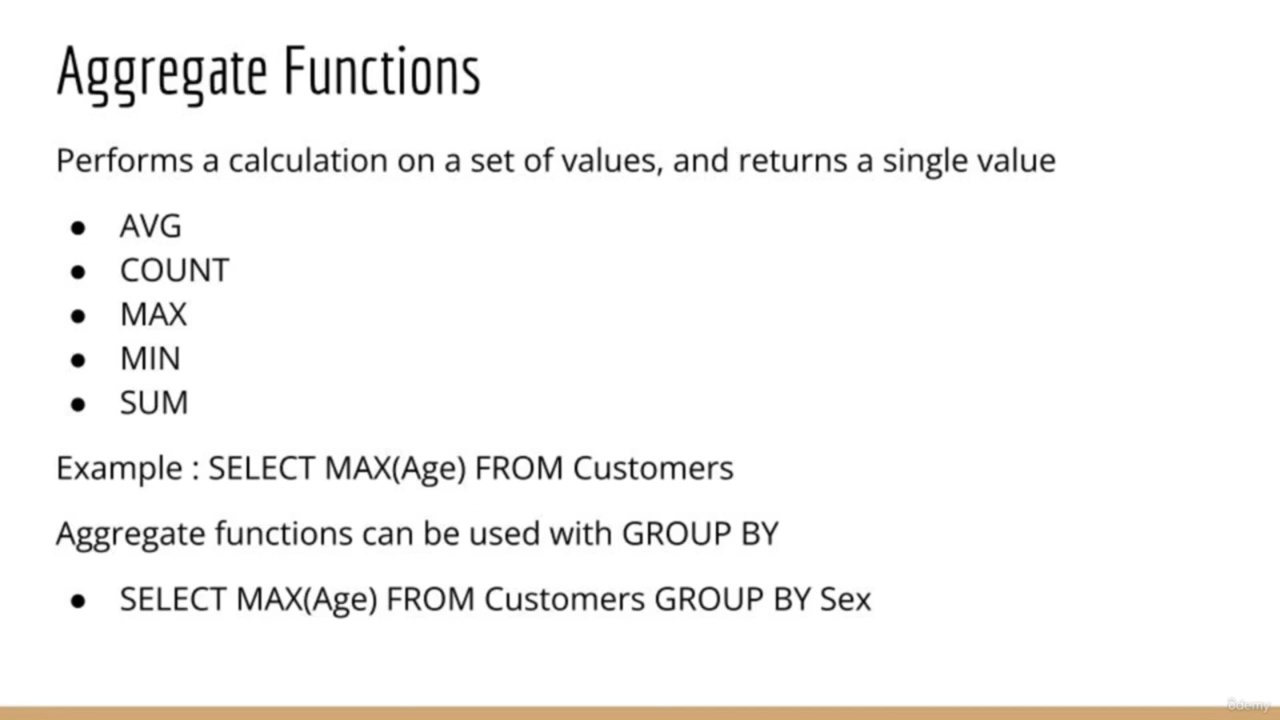 Aggregate Functions
Performs a calculation on a set of values, and returns a single value
● AVG
● COUNT
● MAX
● MIN
● SUM
Example : SELECT MAX(Age) FROM Customers
Aggregate functions can be used with GROUP BY
● SELECT MAX(Age) FROM Customers GROUP BY Sex
ûdemy